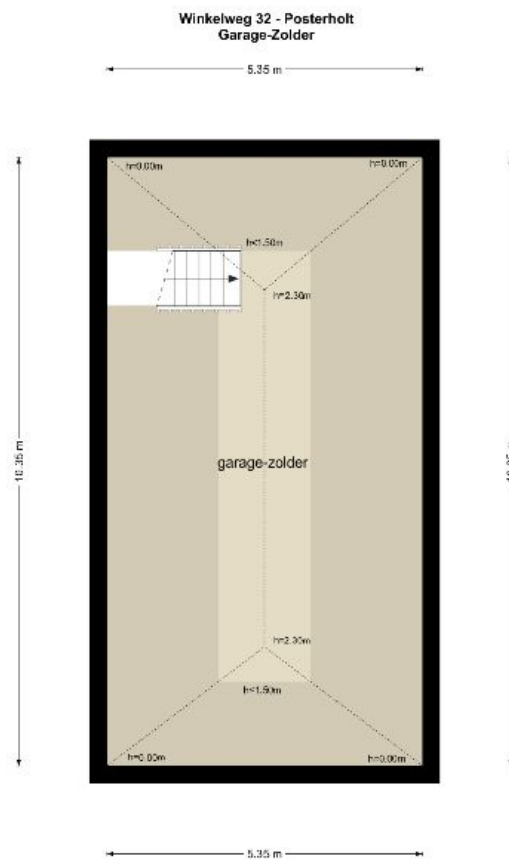 Winkelweg 32 - Posterholt
Garage-Zolder
5.35 m
h=0.00m
h=0.00m
h<1.50m
h=2.30m
10.35 m
garage-zolder
h=2.30m
h<1.50m
h=0.00m
h=0.00m
5.35 m